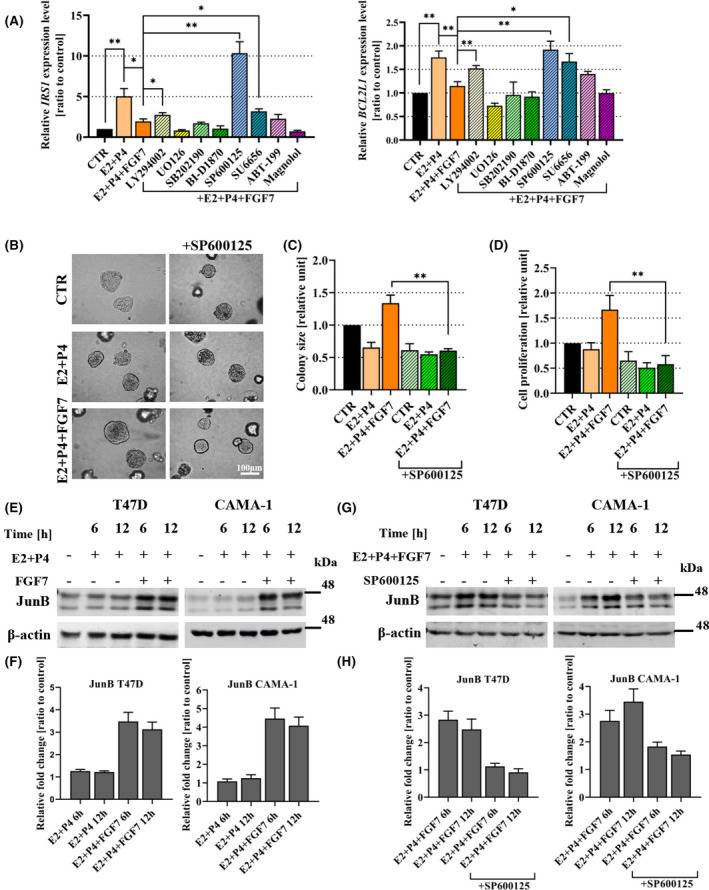 (A)
Relative IRS1 expression level
[ratio to control]
15
10
5
0
**
*
*
**
*
CTR
E2+P4
E2+P4+FGF7
LY294002
UO126
SB202190
BI-D1870
SP600125
SU6656
ABT-199
Magnolol
+E2+P4+FGF7
Relative BCL2L1 expression level
[ratio to control]
2.5
2.0
1.5
1.0
0.5
0.0
**
**
**
**
*
CTR
E2+P4
E2+P4+FGF7
LY294002
UO126
SB202190
BI-D1870
SP600125
SU6656
ABT-199
Magnolol
+E2+P4+FGF7
(B)
+SP600125
CTR
E2+P4
E2+P4+FGF7
100μm
(C)
Colony size [relative unit]
2.0
1.5
1.0
0.5
0.0
**
CTR
E2+P4
E2+P4+FGF7
CTR
E2+P4
E2+P4+FGF7
+SP600125
(D)
Cell proliferation [relative unit]
2.5
2.0
1.5
1.0
0.5
0.0
**
CTR
E2+P4
E2+P4+FGF7
CTR
E2+P4
E2+P4+FGF7
+SP600125
(E)
T47D CAMA-1
Time [h] 6 12 6 12 6 12 6 12
E2+P4 - + + + + - + + + +
kDa
FGF7 - - - + + - - - + +
JunB
48
β-actin
48
(F)
JunB T47D
Relative fold change [ratio to control]
5
4
3
2
1
0
E2+P4 6h
E2+P4 12h
E2+P4+FGF7 6h
E2+P4+FGF7 12h
JunB CAMA-1
Relative fold change [ratio to control]
6
5
4
3
2
1
0
E2+P4 6h
E2+P4 12h
E2+P4+FGF7 6h
E2+P4+FGF7 12h
(G)
T47D CAMA-1
Time [h] - 6 12 6 12 - 6 12 6 12
E2+P4+FGF7 - + + + + - + + + +
kDa
SP600125 - - - + + - - - + +
JunB
48
β-actin
48
(H)
JunB T47D
Relative fold change [ratio to control]
4
3
2
1
0
E2+P4+FGF7 6h
E2+P4+FGF7 12h
E2+P4+FGF7 6h
E2+P4+FGF7 12h
+SP600125
JunB CAMA-1
Relative fold change [ratio to control]
4
3
2
1
0
E2+P4+FGF7 6h
E2+P4+FGF7 12h
E2+P4+FGF7 6h
E2+P4+FGF7 12h
+SP600125